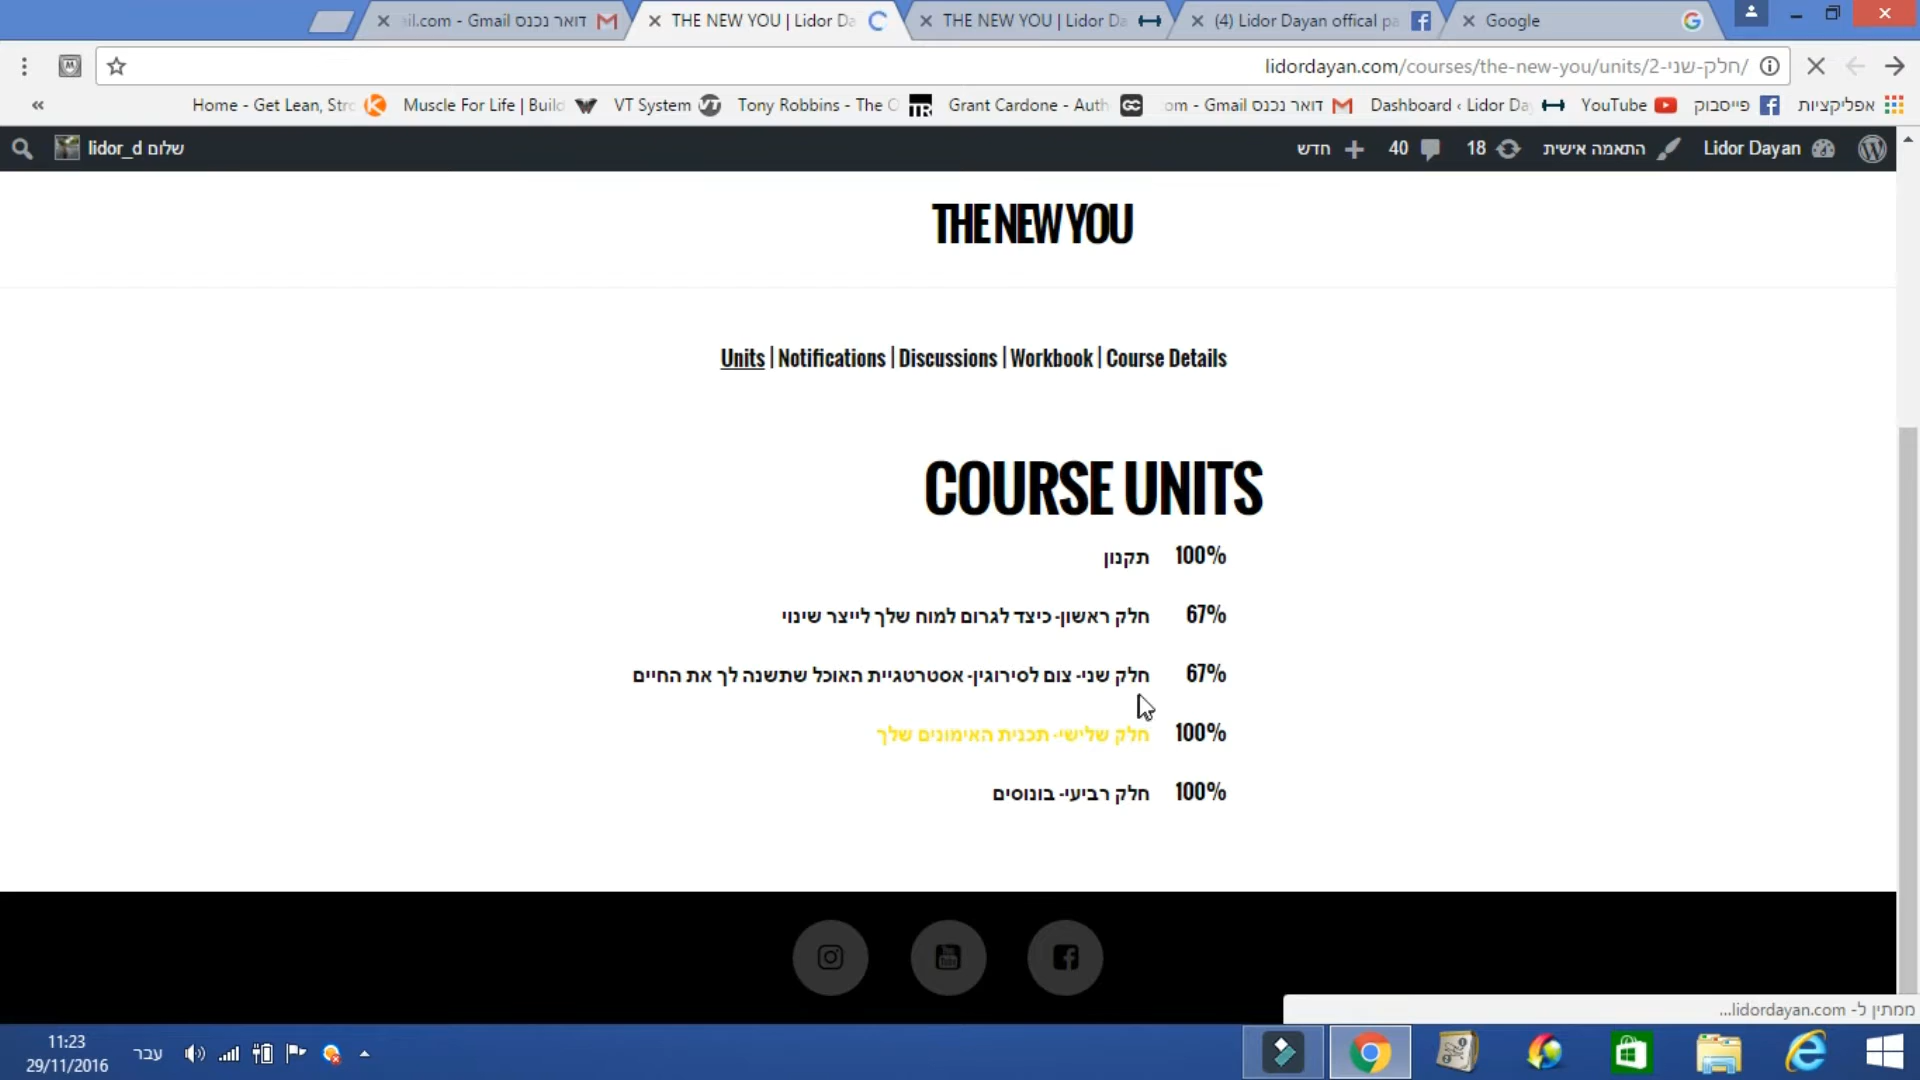 דואר נכנס - Gmail
THE NEW YOU | Lidor Da
THE NEW YOU | Lidor Da
(4) Lidor Dayan offical pa
Google
lidordayan.com/courses/the-new-you/units/חלק-שני-2/
אפליקציות
פייסבוק
YouTube
Dashboard ‹ Lidor Da
דואר נכנס - Gmail
Grant Cardone - Auth
Tony Robbins - The O
VT System
Muscle For Life | Build
Home - Get Lean, Stro
«
Lidor Dayan
התאמה אישית
18
40
חדש
שלום lidor_d
THE NEW YOU
Units | Notifications | Discussions | Workbook | Course Details
COURSE UNITS
100% תקנון
67% חלק ראשון- כיצד לגרום למוח שלך לייצר שינוי
67% חלק שני- צום לסירוגין- אסטרטגיית האוכל שתשנה לך את החיים
100% חלק שלישי- תכנית האימונים שלך
100% חלק רביעי- בונוסים
ממתין ל- lidordayan.com...
עבר
11:23
29/11/2016